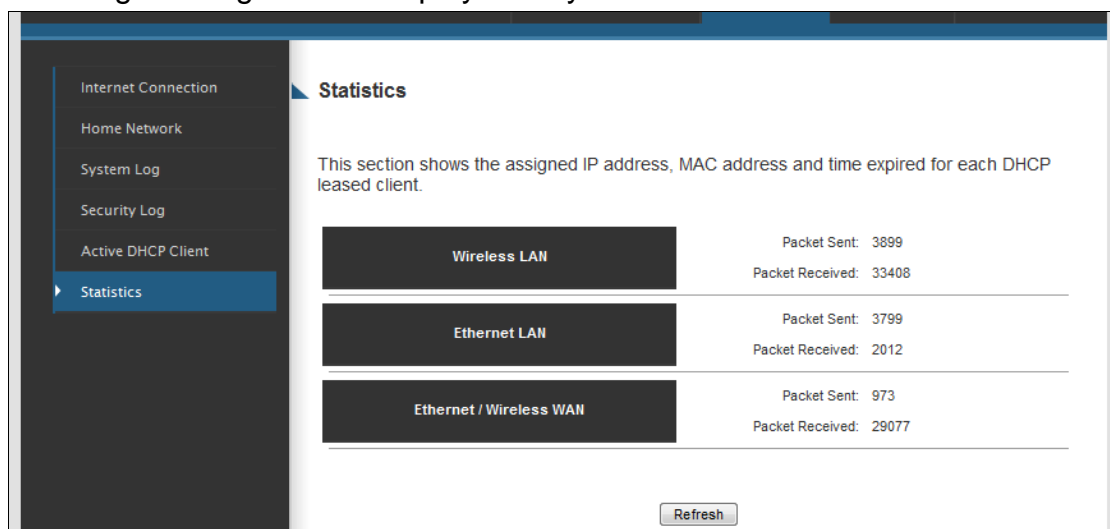 Internet Connection
Home Network
System Log
Security Log
Active DHCP Client
Statistics
Statistics
This section shows the assigned IP address, MAC address and time expired for each DHCP
leased client.
Wireless LAN
Packet Sent: 3899
Packet Received: 33408
Ethernet LAN
Packet Sent: 3799
Packet Received: 2012
Ethernet / Wireless WAN
Packet Sent: 973
Packet Received: 29077
Refresh